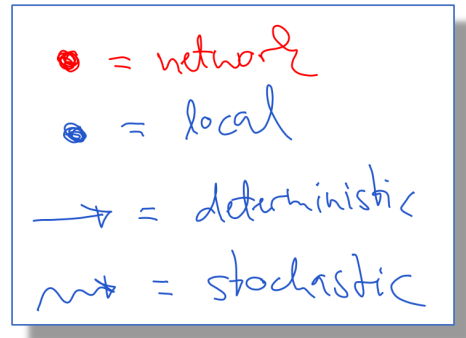 = network
= local
= deterministic
= stochastic